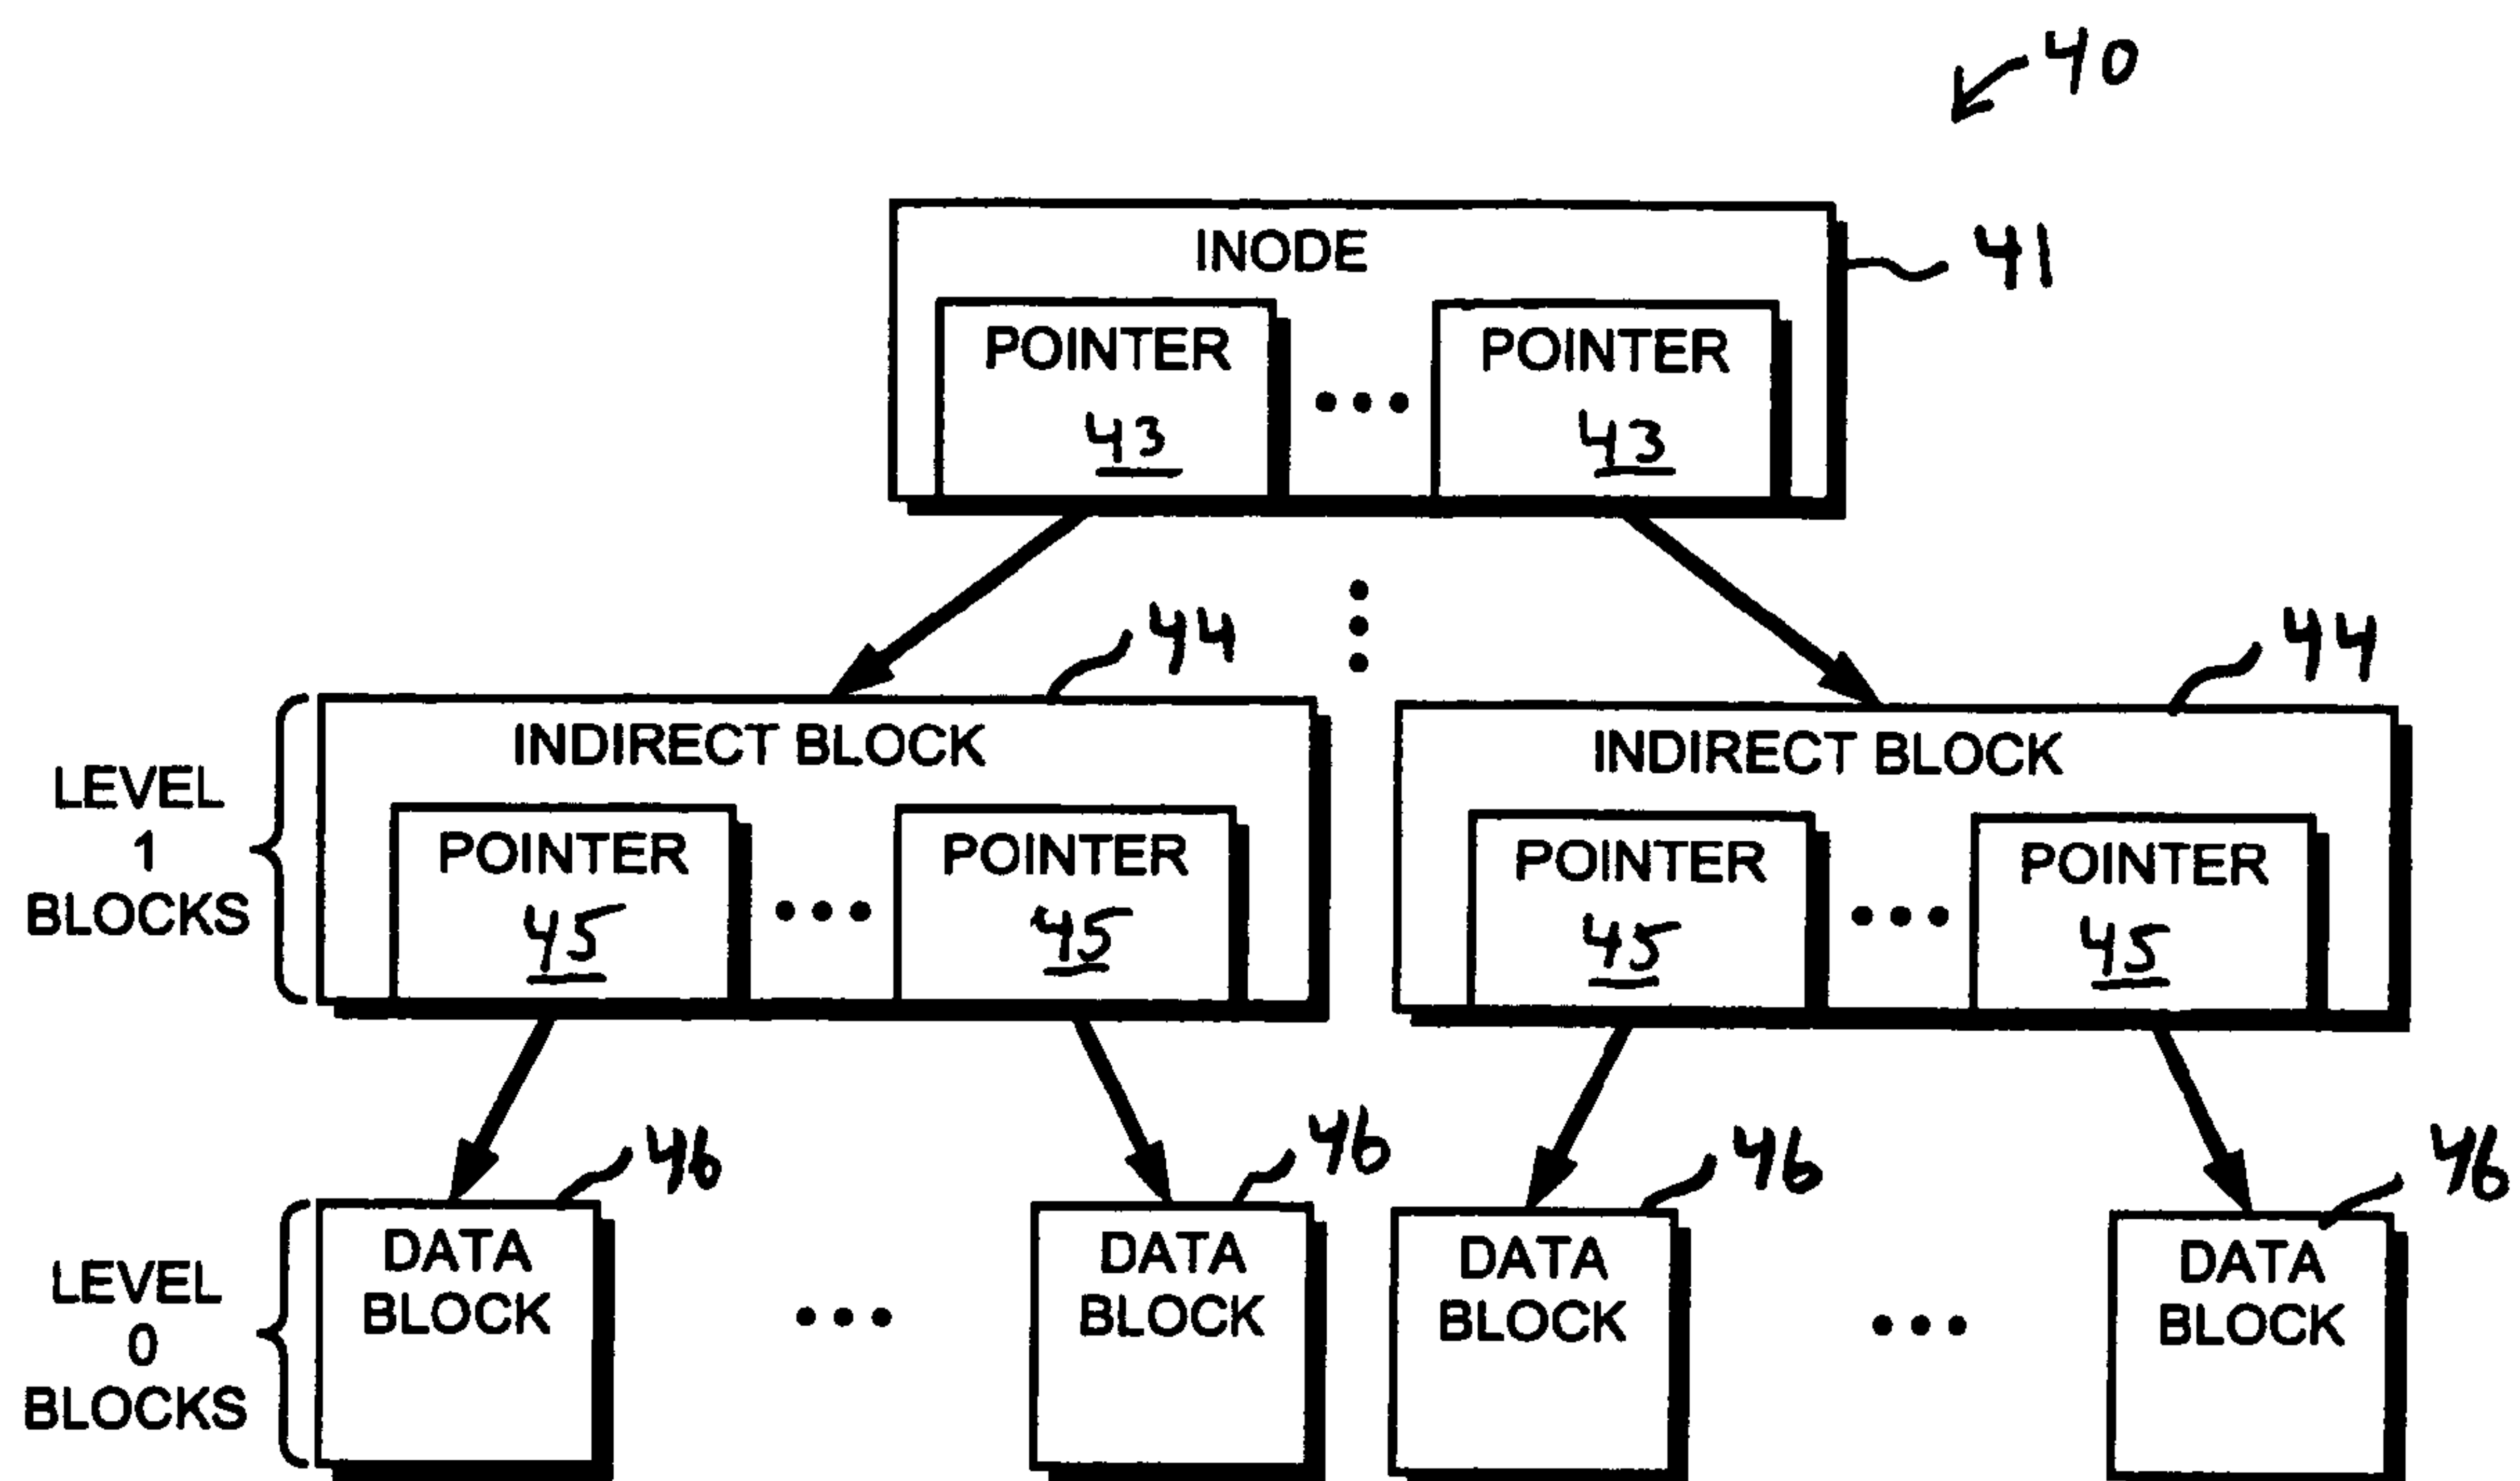 40
INODE
41
POINTER POINTER
43 43
44 44
INDIRECT BLOCK INDIRECT BLOCK
LEVEL
1
BLOCKS
POINTER POINTER POINTER POINTER
45 45 45 45
46 46 46 46
LEVEL
0
BLOCKS
DATA DATA DATA DATA
BLOCK BLOCK BLOCK BLOCK